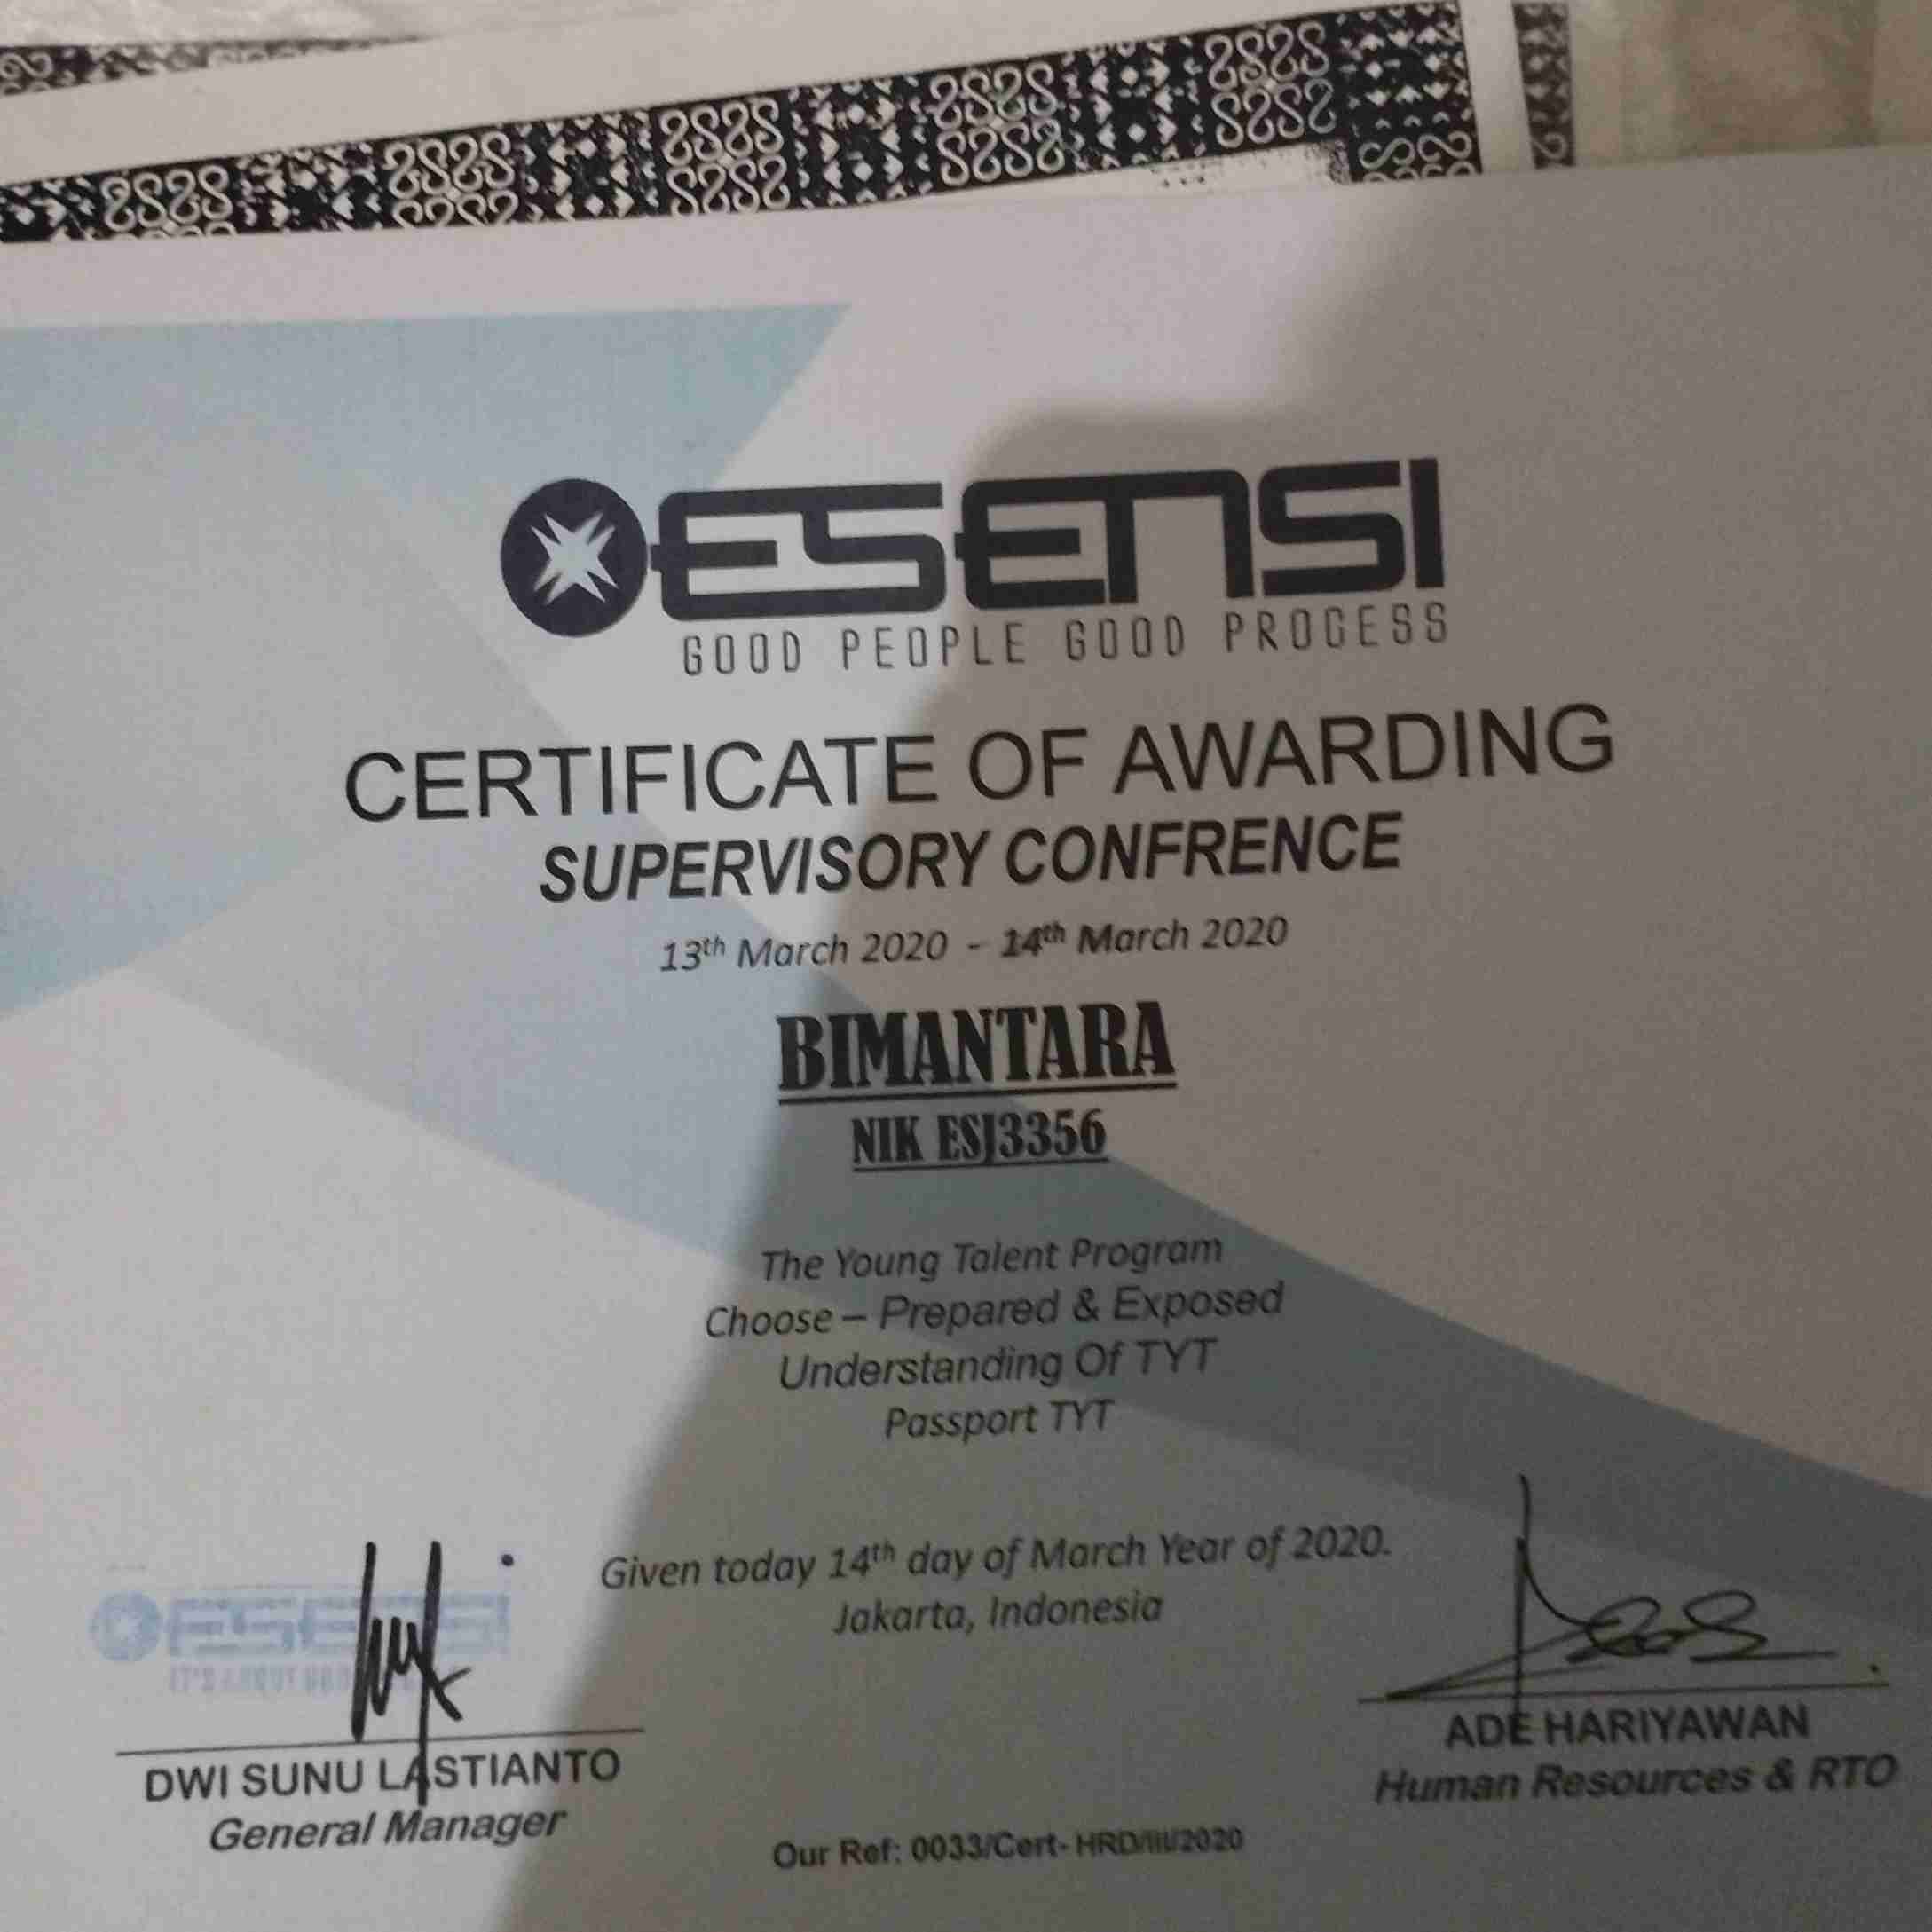 ESENSI
GOOD PEOPLE GOOD PROCESS
CERTIFICATE OF AWARDING
SUPERVISORY CONFRENCE
13th March 2020 - 14th March 2020
BIMANTARA
NIK ESJ3356
The Young Talent Program
Choose – Prepared & Exposed
Understanding Of TYT
Passport TYT
Given today 14th day of March Year of 2020.
Jakarta, Indonesia
ESENSI
IT'S ABOUT
DWI SUNU LASTIANTO
General Manager
ADE HARIYAWAN
Human Resources & RTO
Our Ref: 0033/Cert- HRD/III/2020